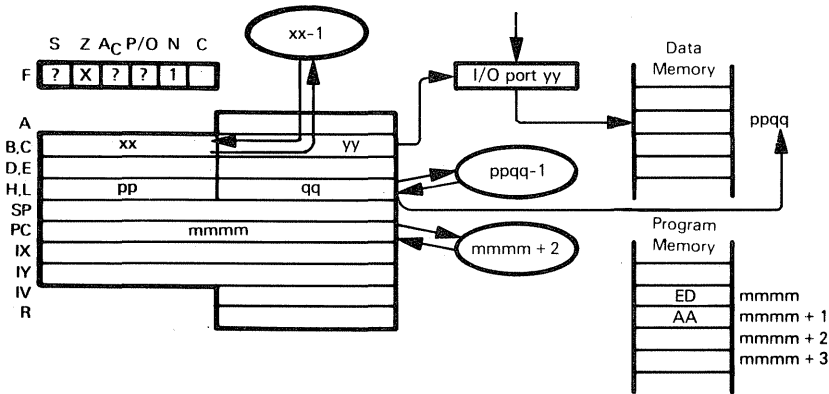 S Z AC P/O N C
F ? X ? ? 1
xx-1
I/O port yy
Data
Memory
ppqq
A
B,C xx yy
D,E
H,L pp qq
ppqq-1
SP
PC mmmm
mmmm + 2
IX
IY
IV
R
Program
Memory
ED mmmm
AA mmmm + 1
mmmm + 2
mmmm + 3